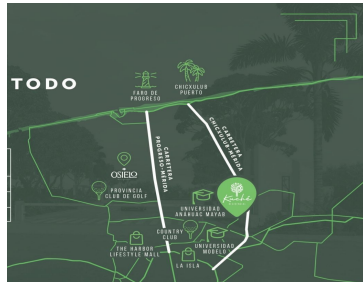 TODO
FARO DE
PROGRESO
CHICXULUB
PUERTO
CARRETERA
PROGRESO-MÉRIDA
CARRETERA
CHICXULUB-MÉRIDA
OSIELO
PROVINCIA
CLUB DE GOLF
UNIVERSIDAD
ANÁHUAC MAYAB
COUNTRY
CLUB
UNIVERSIDAD
MODELO
THE HARBOR
LIFESTYLE MALL
LA ISLA